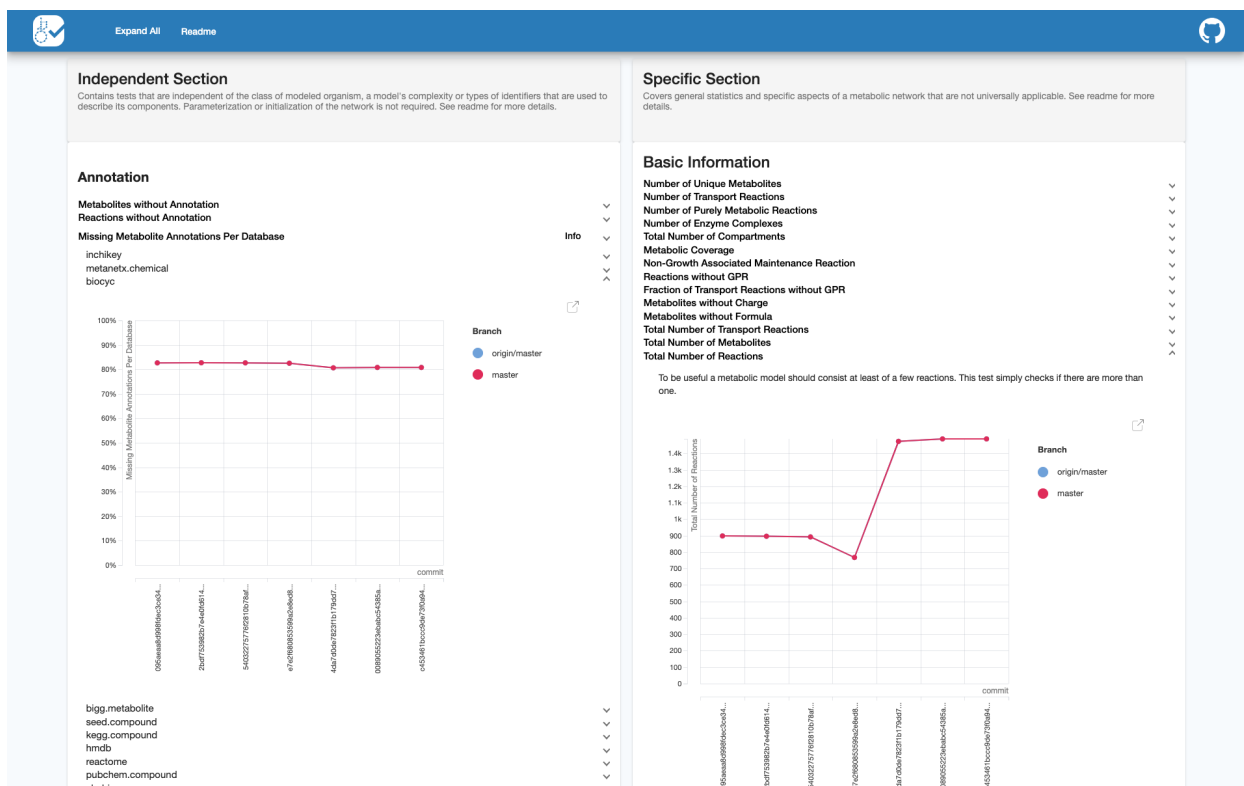 Expand All
Readme
Independent Section
Contains tests that are independent of the class of modeled organism, a model's complexity or types of identifiers that are used to
describe its components. Parameterization or initialization of the network is not required. See readme for more details.
Annotation
Metabolites without Annotation
Reactions without Annotation
Missing Metabolite Annotations Per Database
Info
inchikey
metanetx.chemical
biocyc
100%
90%
80%
70%
60%
50%
40%
30%
20%
10%
0%
Missing Metabolite Annotations Per Database
commit
Branch
origin/master
master
bigg.metabolite
seed.compound
kegg.compound
hmdb
reactome
pubchem.compound
Specific Section
Covers general statistics and specific aspects of a metabolic network that are not universally applicable. See readme for more
details.
Basic Information
Number of Unique Metabolites
Number of Transport Reactions
Number of Purely Metabolic Reactions
Number of Enzyme Complexes
Total Number of Compartments
Metabolic Coverage
Non-Growth Associated Maintenance Reaction
Reactions without GPR
Fraction of Transport Reactions without GPR
Metabolites without Charge
Metabolites without Formula
Total Number of Transport Reactions
Total Number of Metabolites
Total Number of Reactions
To be useful a metabolic model should consist at least of a few reactions. This test simply checks if there are more than
one.
1.4k
1.3k
1.2k
1.1k
1k
900
800
700
600
500
400
300
200
100
0
Total Number of Reactions
commit
Branch
origin/master
master